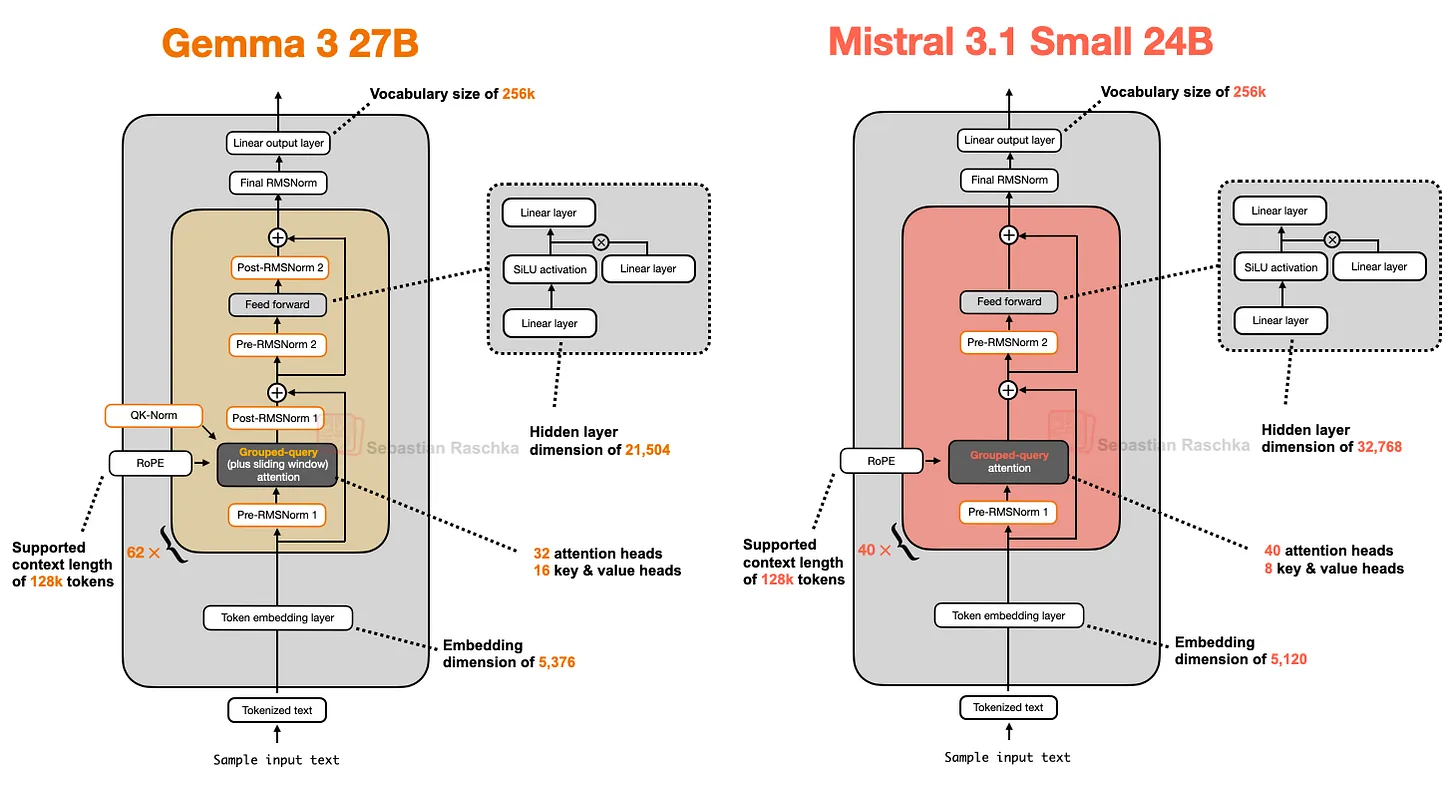 Gemma 3 27B
Vocabulary size of 256k
Linear output layer
Final RMSNorm
Post-RMSNorm 2
Feed forward
Pre-RMSNorm 2
Linear layer
SiLU activation
Linear layer
Linear layer
Hidden layer
dimension of 21,504
QK-Norm
Post-RMSNorm 1
RoPE
Grouped-query
(plus sliding window)
attention
Sebastian Raschka
Pre-RMSNorm 1
Supported
context length
of 128k tokens
62 ×
32 attention heads
16 key & value heads
Token embedding layer
Embedding
dimension of 5,376
Tokenized text
Sample input text
Mistral 3.1 Small 24B
Vocabulary size of 256k
Linear output layer
Final RMSNorm
Feed forward
Pre-RMSNorm 2
Linear layer
SiLU activation
Linear layer
Linear layer
Hidden layer
dimension of 32,768
RoPE
Grouped-query
attention
Sebastian Raschka
Pre-RMSNorm 1
Supported
context length
of 128k tokens
40 ×
40 attention heads
8 key & value heads
Token embedding layer
Embedding
dimension of 5,120
Tokenized text
Sample input text